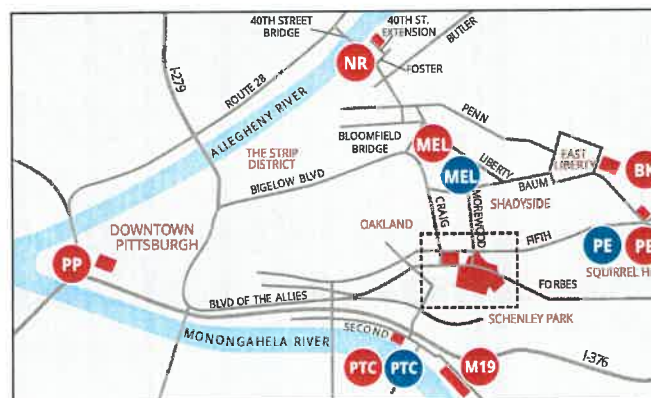 40TH STREET
BRIDGE
40TH ST.
EXTENSION
BUTLER
NR
FOSTER
I-279
ROUTE 28
ALLEGHENY RIVER
PENN
BLOOMFIELD
BRIDGE
MEL
LIBERTY
EAST
LIBERTY
THE STRIP
DISTRICT
MEL
BAUM
BIGELOW BLVD
SHADYSIDE
CRAIG
MOREWOOD
OAKLAND
DOWNTOWN
PITTSBURGH
FIFTH
PE
PP
SQUIRREL
FORBES
BLVD OF THE ALLIES
SCHENLEY PARK
SECOND
MONONGAHELA RIVER
PTC
PTC
M19
I-376